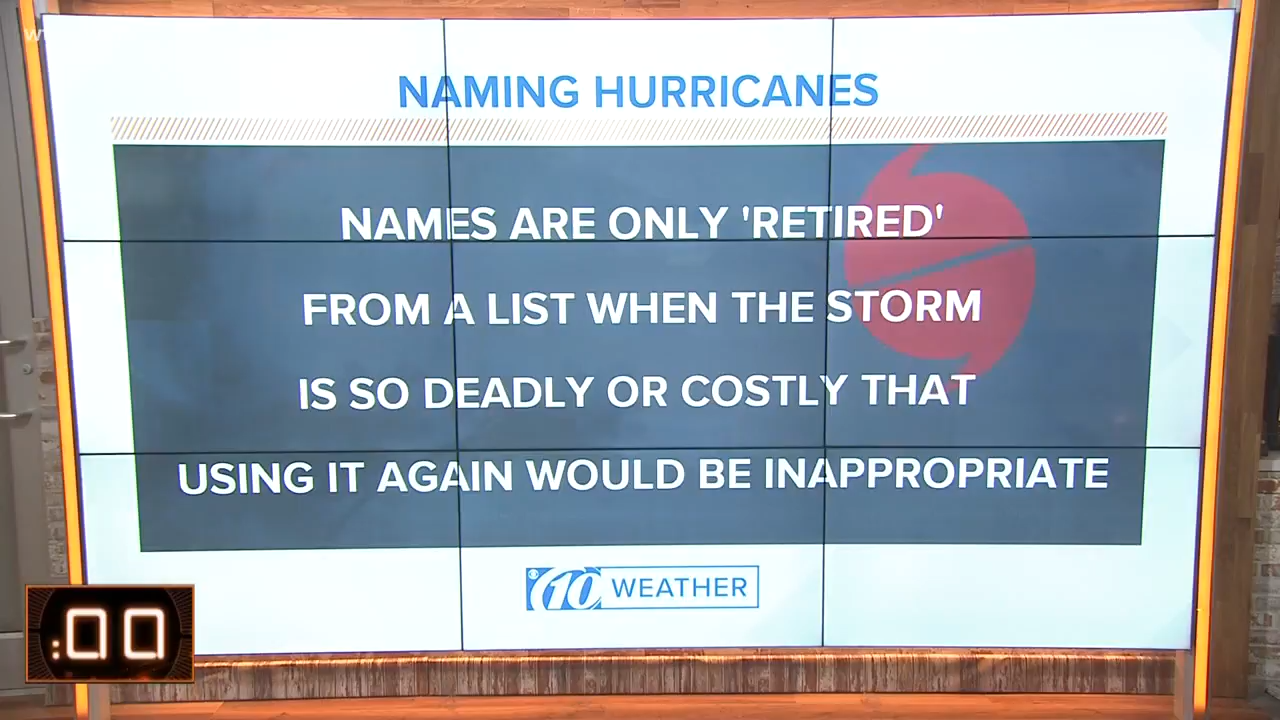 NAMING HURRICANES
NAMES ARE ONLY 'RETIRED'
FROM A LIST WHEN THE STORM
IS SO DEADLY OR COSTLY THAT
USING IT AGAIN WOULD BE INAPPROPRIATE
10 WEATHER
:00